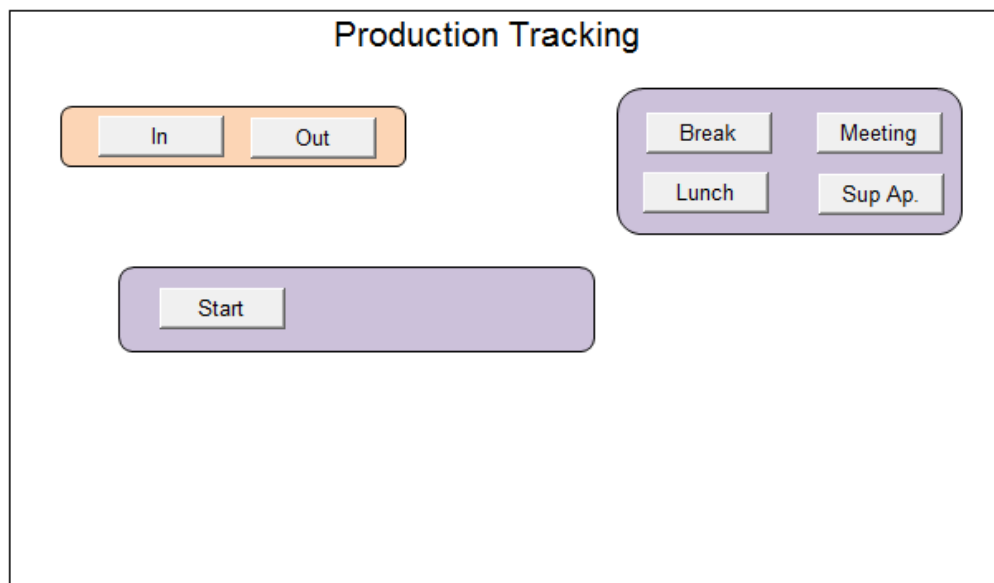 Production Tracking
In Out
Break Meeting
Lunch Sup Ap.
Start